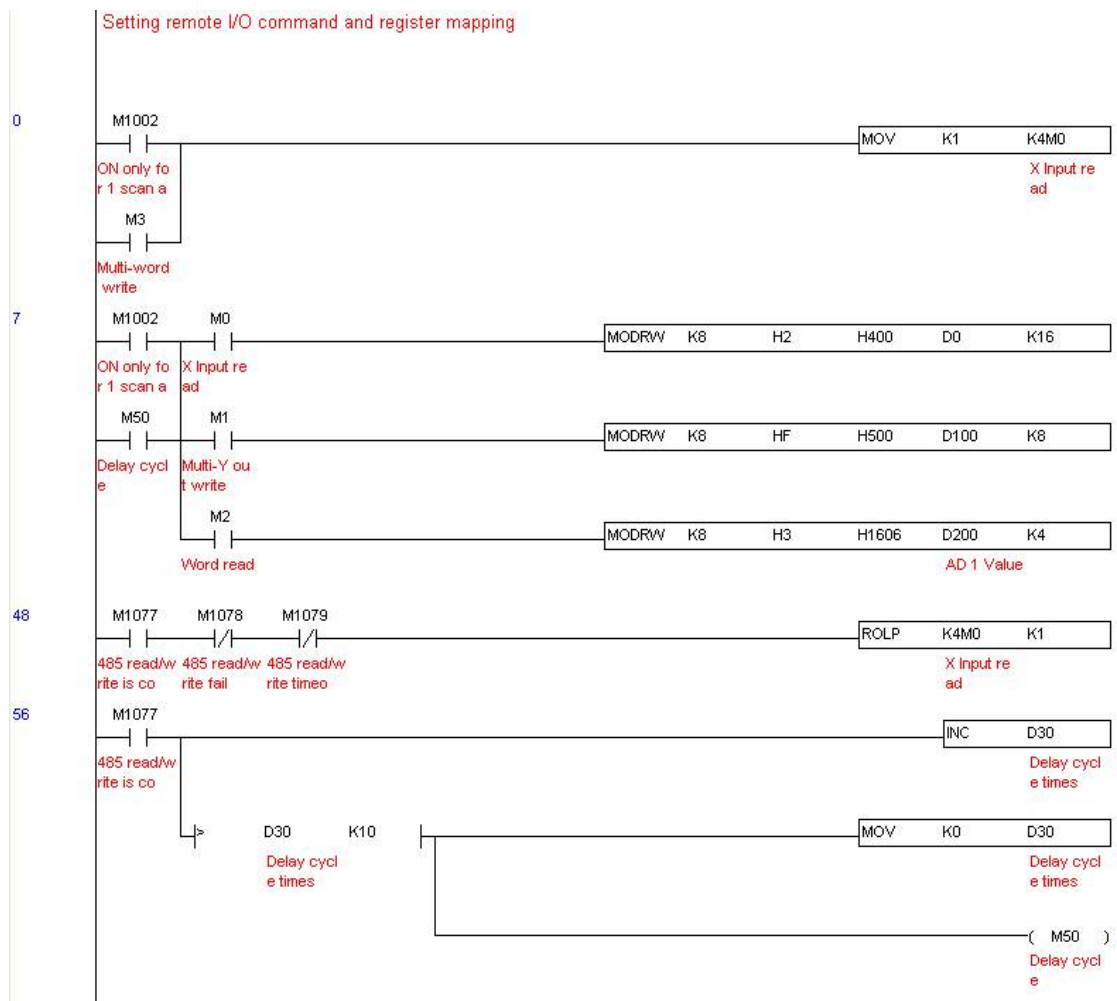 Setting remote I/O command and register mapping
0
M1002
MOV K1 K4M0
ON only fo
r 1 scan a
X Input re
ad
M3
Multi-word
write
7
M1002 M0
MODRW K8 H2 H400 D0 K16
ON only fo
r 1 scan a
X Input re
ad
M50 M1
MODRW K8 HF H500 D100 K8
Delay cycl
e
Multi-Y ou
t write
M2
MODRW K8 H3 H1606 D200 K4
Word read
AD 1 Value
48
M1077 M1078 M1079
ROLP K4M0 K1
485 read/w
rite is co
485 read/w
rite fail
485 read/w
rite timeo
X Input re
ad
56
M1077
INC D30
485 read/w
rite is co
Delay cycl
e times
> D30 K10
MOV K0 D30
Delay cycl
e times
Delay cycl
e times
( M50 )
Delay cycl
e